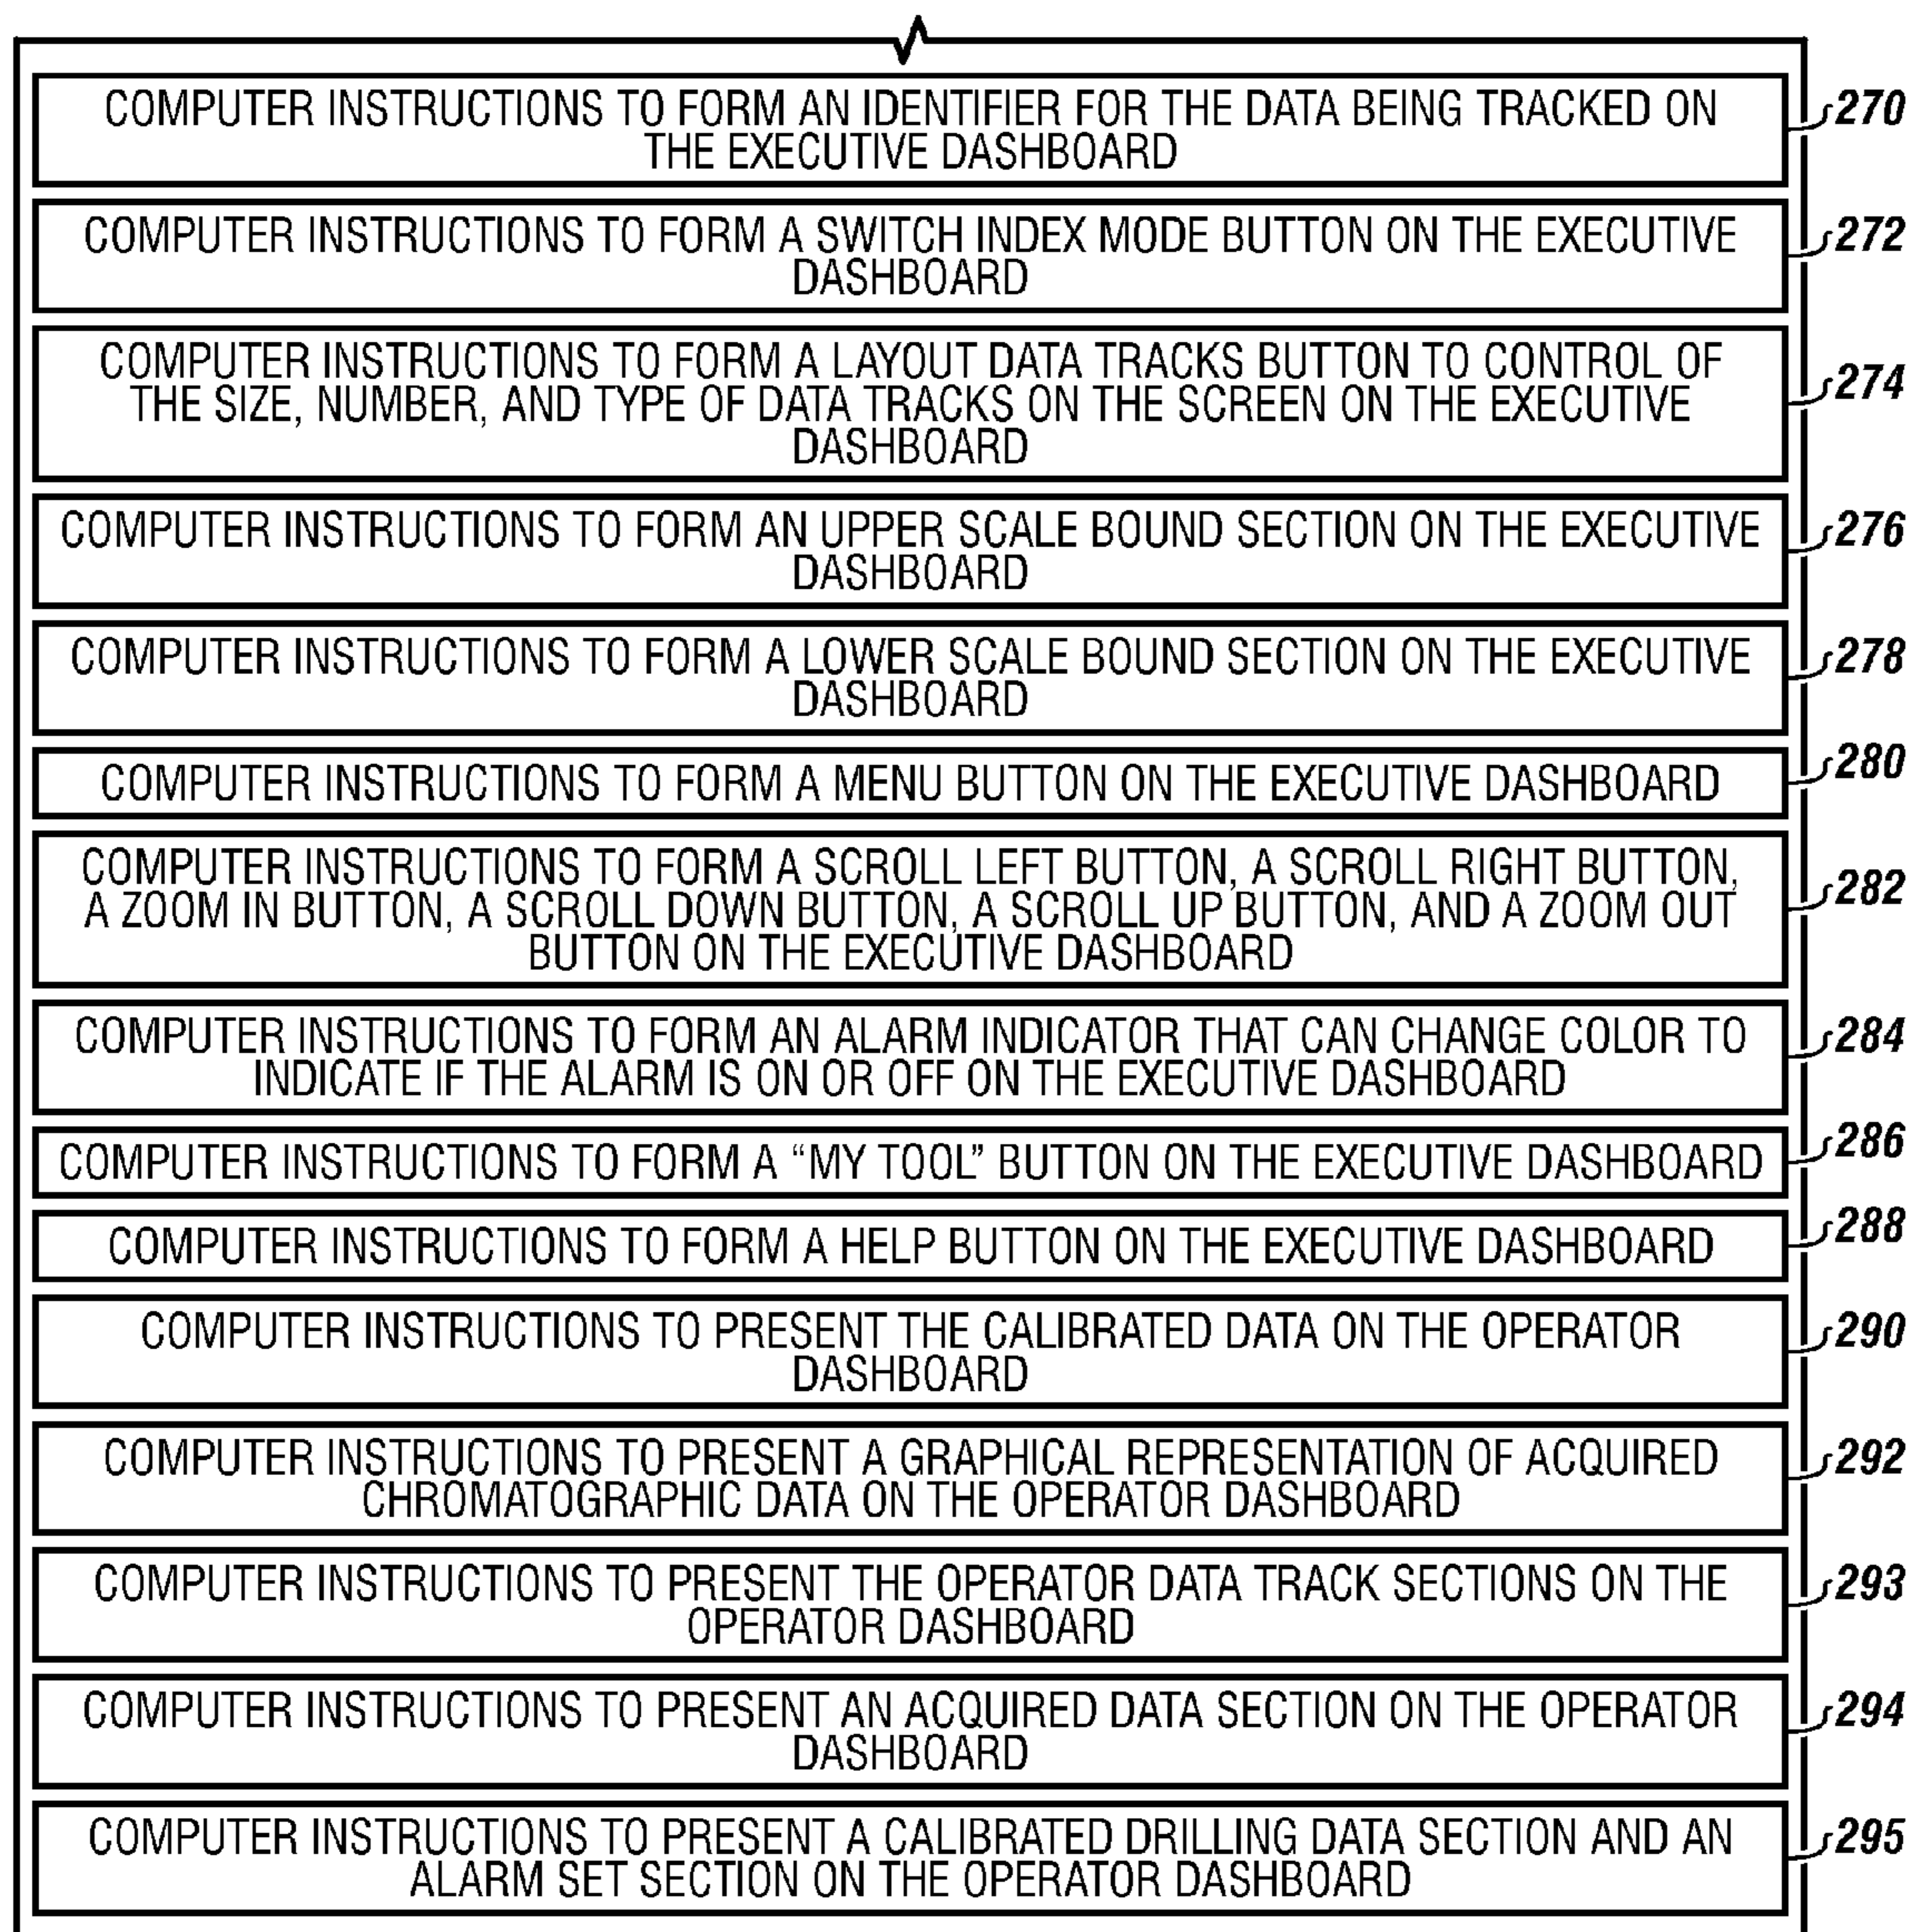 COMPUTER INSTRUCTIONS TO FORM AN IDENTIFIER FOR THE DATA BEING TRACKED ON
THE EXECUTIVE DASHBOARD
270
COMPUTER INSTRUCTIONS TO FORM A SWITCH INDEX MODE BUTTON ON THE EXECUTIVE
DASHBOARD
272
COMPUTER INSTRUCTIONS TO FORM A LAYOUT DATA TRACKS BUTTON TO CONTROL OF
THE SIZE, NUMBER, AND TYPE OF DATA TRACKS ON THE SCREEN ON THE EXECUTIVE
DASHBOARD
274
COMPUTER INSTRUCTIONS TO FORM AN UPPER SCALE BOUND SECTION ON THE EXECUTIVE
DASHBOARD
276
COMPUTER INSTRUCTIONS TO FORM A LOWER SCALE BOUND SECTION ON THE EXECUTIVE
DASHBOARD
278
COMPUTER INSTRUCTIONS TO FORM A MENU BUTTON ON THE EXECUTIVE DASHBOARD
280
COMPUTER INSTRUCTIONS TO FORM A SCROLL LEFT BUTTON, A SCROLL RIGHT BUTTON,
A ZOOM IN BUTTON, A SCROLL DOWN BUTTON, A SCROLL UP BUTTON, AND A ZOOM OUT
BUTTON ON THE EXECUTIVE DASHBOARD
282
COMPUTER INSTRUCTIONS TO FORM AN ALARM INDICATOR THAT CAN CHANGE COLOR TO
INDICATE IF THE ALARM IS ON OR OFF ON THE EXECUTIVE DASHBOARD
284
COMPUTER INSTRUCTIONS TO FORM A “MY TOOL” BUTTON ON THE EXECUTIVE DASHBOARD
286
COMPUTER INSTRUCTIONS TO FORM A HELP BUTTON ON THE EXECUTIVE DASHBOARD
288
COMPUTER INSTRUCTIONS TO PRESENT THE CALIBRATED DATA ON THE OPERATOR
DASHBOARD
290
COMPUTER INSTRUCTIONS TO PRESENT A GRAPHICAL REPRESENTATION OF ACQUIRED
CHROMATOGRAPHIC DATA ON THE OPERATOR DASHBOARD
292
COMPUTER INSTRUCTIONS TO PRESENT THE OPERATOR DATA TRACK SECTIONS ON THE
OPERATOR DASHBOARD
293
COMPUTER INSTRUCTIONS TO PRESENT AN ACQUIRED DATA SECTION ON THE OPERATOR
DASHBOARD
294
COMPUTER INSTRUCTIONS TO PRESENT A CALIBRATED DRILLING DATA SECTION AND AN
ALARM SET SECTION ON THE OPERATOR DASHBOARD
295